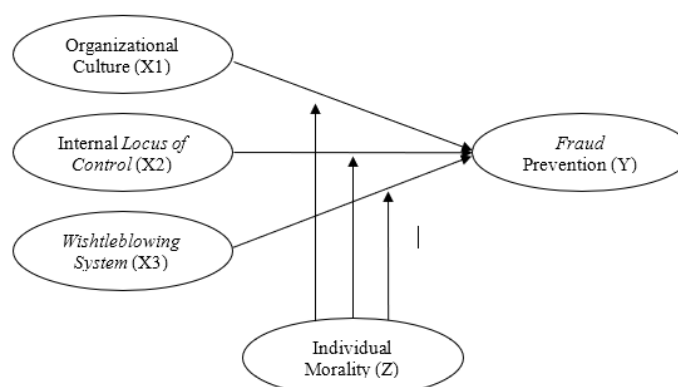 Organizational
Culture (X1)
Internal Locus of
Control (X2)
Fraud
Prevention (Y)
Wishtleblowing
System (X3)
Individual
Morality (Z)